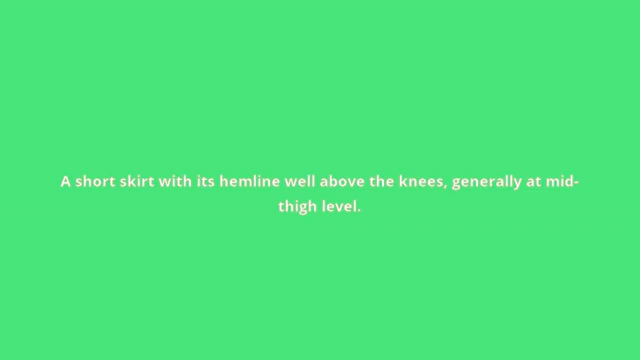 A short skirt with its hemline well above the knees, generally at mid-
thigh level.